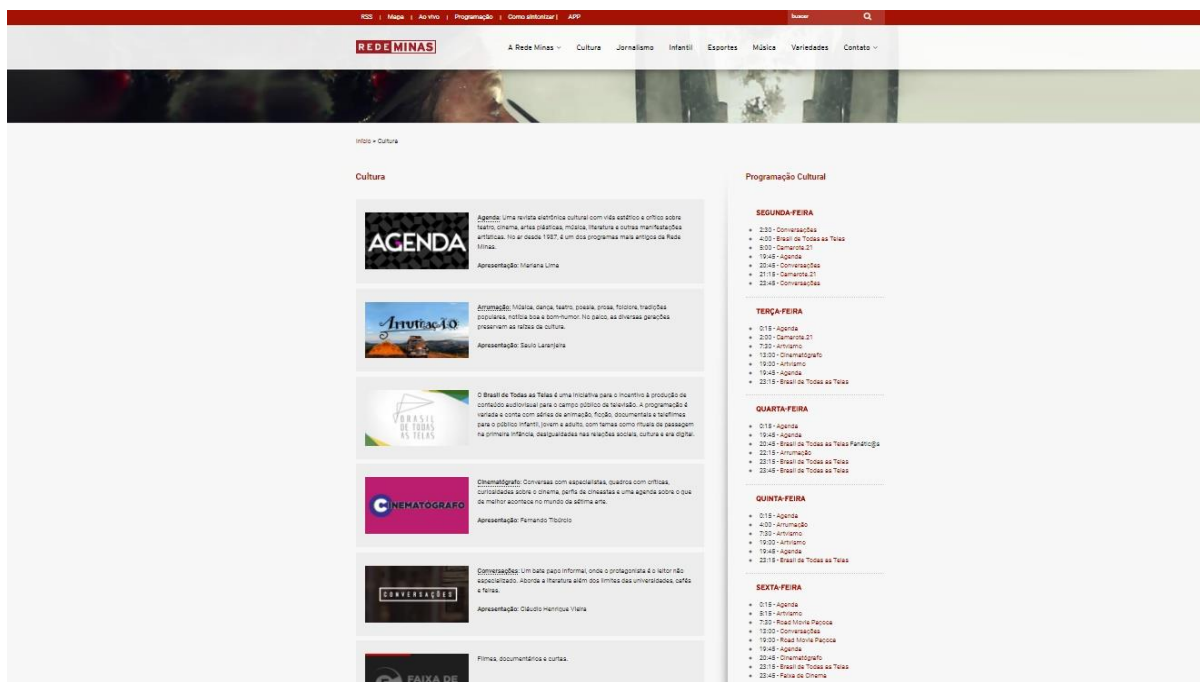 RSS | Mapa | Ao vivo | Programação | Como sintonizar | APP
buscar
REDE MINAS
A Rede Minas Cultura Jornalismo Infantil Esportes Música Variedades Contato
Início » Cultura
Cultura
AGENDA
Agenda: Uma revista eletrônica cultural com viés estético e crítico sobre
teatro, cinema, artes plásticas, música, literatura e outras manifestações
artísticas. No ar desde 1987, é um dos programas mais antigos da Rede
Minas.
Apresentação: Mariana Lima
Arrumação
Arrumação: Música, dança, teatro, poesia, prosa, folclore, tradições
populares, notícia boa e bom-humor. No palco, as diversas gerações
preservam as raízes da cultura.
Apresentação: Saulo Laranjeira
BRASIL
DE TODAS
AS TELAS
O Brasil de Todas as Telas é uma iniciativa para o incentivo à produção de
conteúdo audiovisual para o campo público de televisão. A programação é
variada e conta com séries de animação, ficção, documentais e telefilmes
para o público infantil, jovem e adulto, com temas como rituais de passagem
na primeira infância, desigualdades nas relações sociais, cultura e era digital.
CINEMATÓGRAFO
Cinematógrafo: Conversas com especialistas, quadros com críticas,
curiosidades sobre o cinema, perfis de cineastas e uma agenda sobre o que
de melhor acontece no mundo da sétima arte.
Apresentação: Fernando Tibúrcio
CONVERSAÇÕES
Conversações: Um bate papo informal, onde o protagonista é o leitor não
especializado. Aborda a literatura além dos limites das universidades, cafés
e feiras.
Apresentação: Cláudio Henrique Vieira
FAIXA DE
Filmes, documentários e curtas.
Programação Cultural
SEGUNDA-FEIRA
2:30 - Conversações
4:00 - Brasil de Todas as Telas
5:00 - Camarote.21
19:45 - Agenda
20:45 - Conversações
21:15 - Camarote.21
23:45 - Conversações
TERÇA-FEIRA
0:15 - Agenda
2:00 - Camarote.21
7:30 - Artvismo
13:00 - Cinematógrafo
19:00 - Artvismo
19:45 - Agenda
23:15 - Brasil de Todas as Telas
QUARTA-FEIRA
0:15 - Agenda
19:45 - Agenda
20:45 - Brasil de Todas as Telas Fanátic@s
22:15 - Arrumação
23:15 - Brasil de Todas as Telas
23:45 - Brasil de Todas as Telas
QUINTA-FEIRA
0:15 - Agenda
4:00 - Arrumação
7:30 - Artvismo
19:00 - Artvismo
19:45 - Agenda
23:15 - Brasil de Todas as Telas
SEXTA-FEIRA
0:15 - Agenda
5:15 - Artvismo
7:30 - Road Movie Paçoca
13:00 - Conversações
19:00 - Road Movie Paçoca
19:45 - Agenda
20:45 - Cinematógrafo
23:15 - Brasil de Todas as Telas
23:45 - Faixa de Cinema